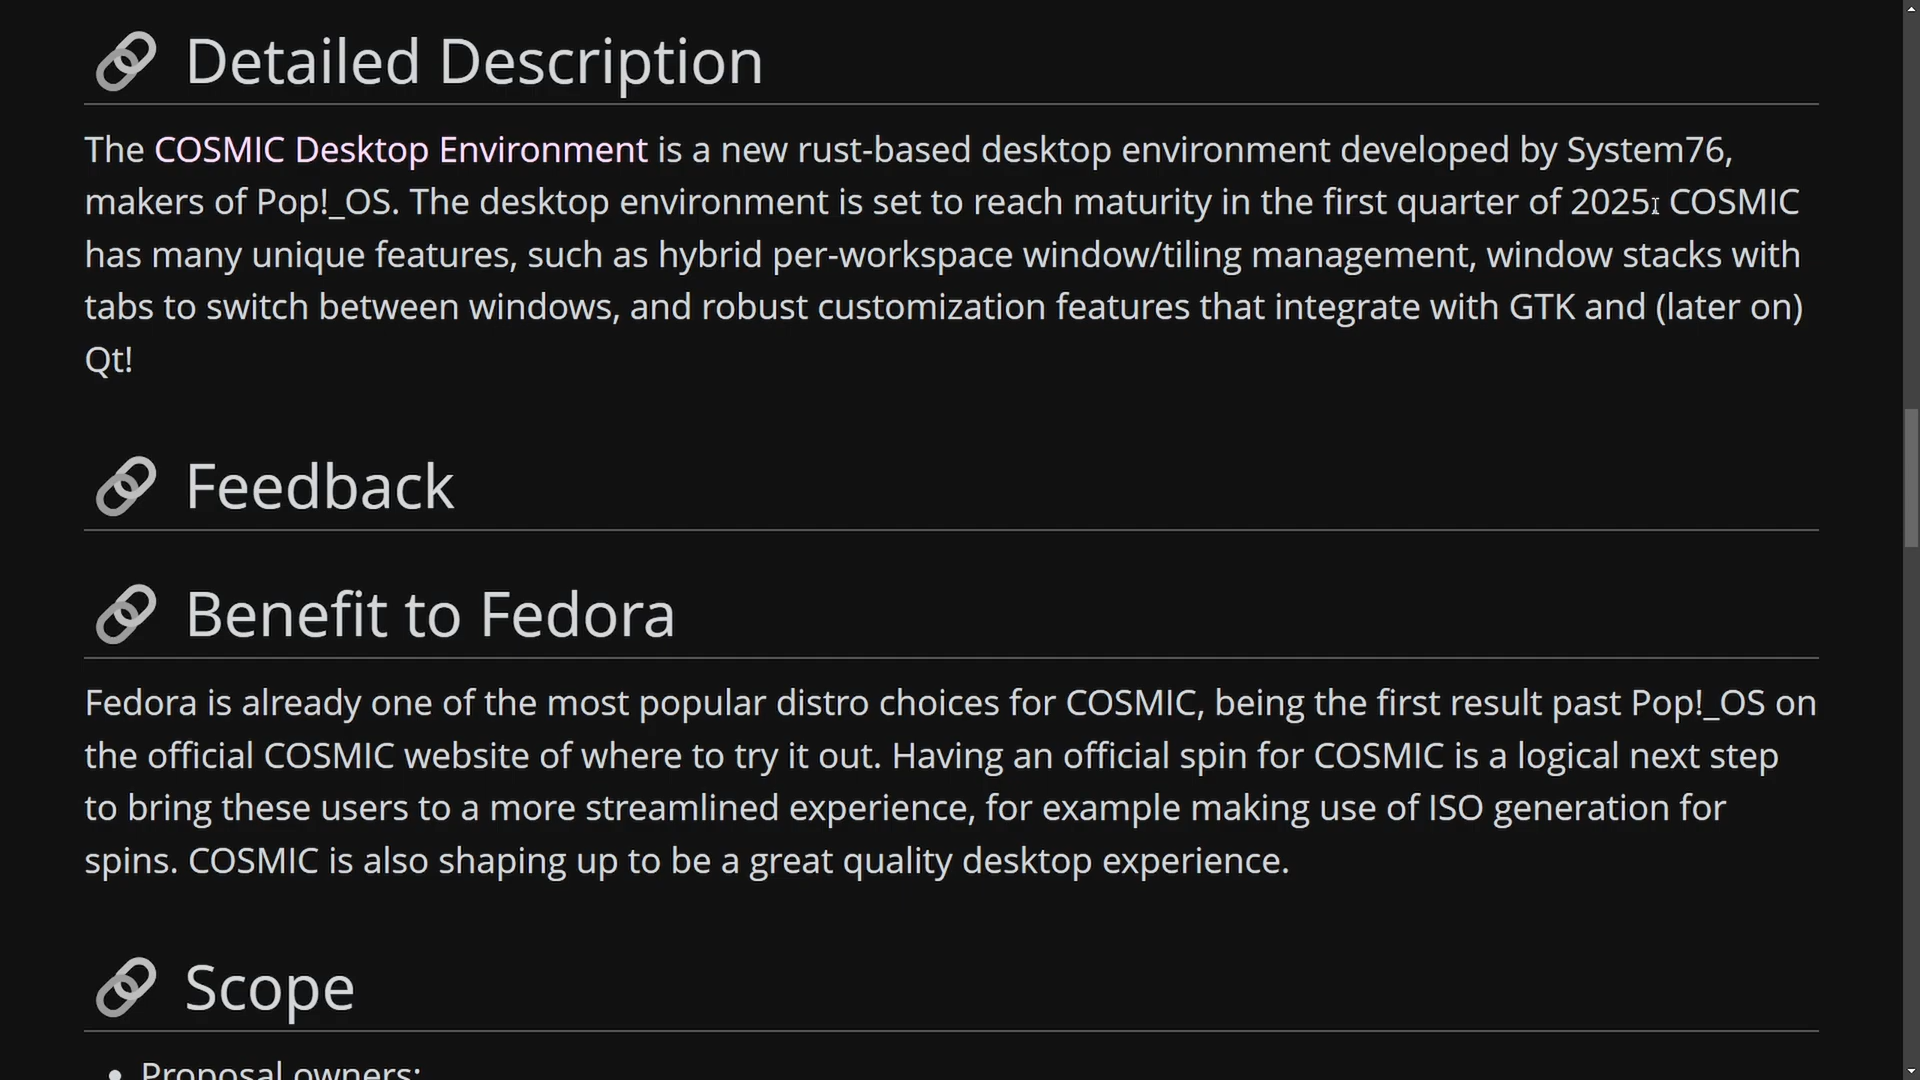 Detailed Description
The COSMIC Desktop Environment is a new rust-based desktop environment developed by System76,
makers of Pop!_OS. The desktop environment is set to reach maturity in the first quarter of 2025. COSMIC
has many unique features, such as hybrid per-workspace window/tiling management, window stacks with
tabs to switch between windows, and robust customization features that integrate with GTK and (later on)
Qt!
Feedback
Benefit to Fedora
Fedora is already one of the most popular distro choices for COSMIC, being the first result past Pop!_OS on
the official COSMIC website of where to try it out. Having an official spin for COSMIC is a logical next step
to bring these users to a more streamlined experience, for example making use of ISO generation for
spins. COSMIC is also shaping up to be a great quality desktop experience.
Scope
• Proposal owners: